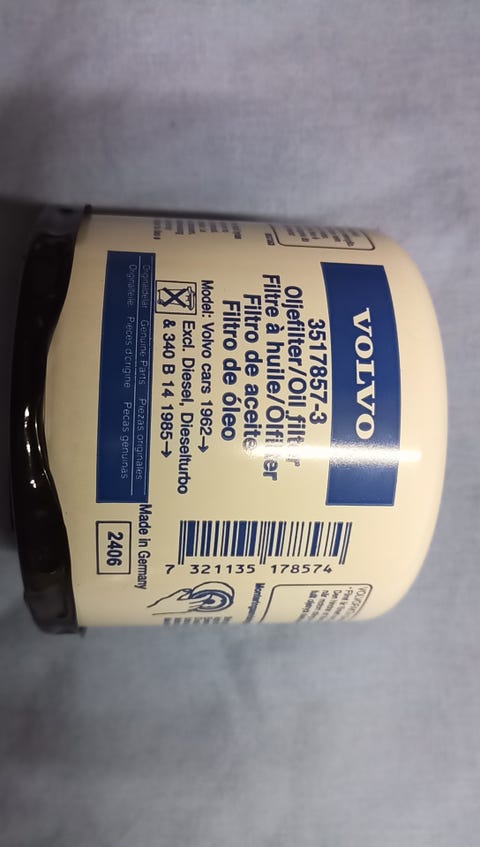 VOLVO
3517857-3
Oljefilter/Oil filter
Filtre à huile/Ölfilter
Filtro de aceite
Filtro de óleo
Model: Volvo cars 1962→
Excl. Diesel, Dieselturbo
& 340 B 14 1985→
Originaldelar Genuine Parts Piezas originales
Originalteile Pièces d'origine Peças genuinas
Made in Germany
2406
7 321135 178574